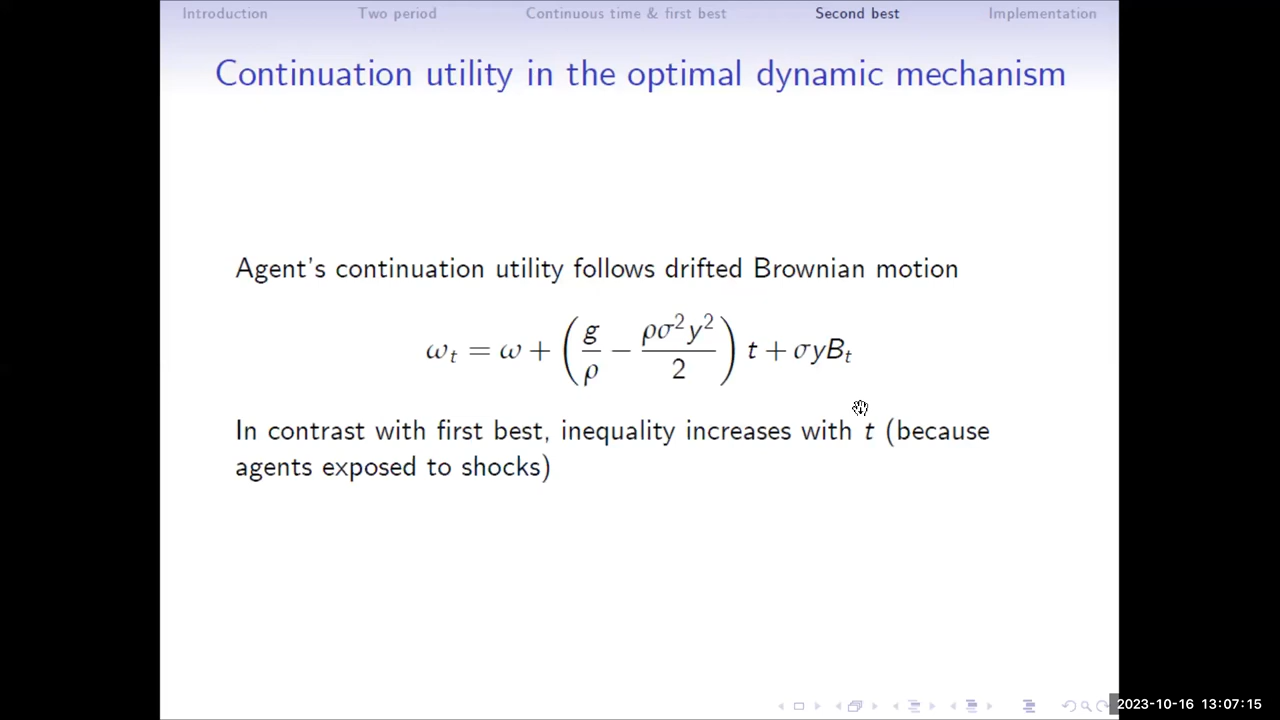 Introduction Two period Continuous time & first best Second best Implementation
Continuation utility in the optimal dynamic mechanism
Agent's continuation utility follows drifted Brownian motion
ω_t = ω + (g/ρ − ρσ²y²/2) t + σyB_t
In contrast with first best, inequality increases with t (because
agents exposed to shocks)
2023-10-16 13:07:15